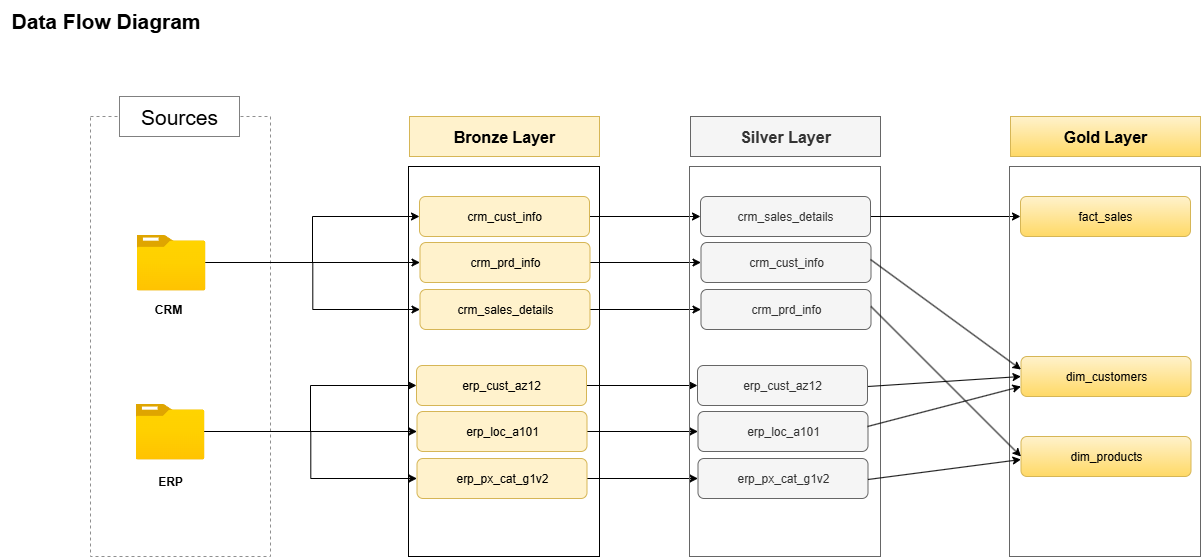 Data Flow Diagram
Sources
CRM
ERP
Bronze Layer
crm_cust_info
crm_prd_info
crm_sales_details
erp_cust_az12
erp_loc_a101
erp_px_cat_g1v2
Silver Layer
crm_sales_details
crm_cust_info
crm_prd_info
erp_cust_az12
erp_loc_a101
erp_px_cat_g1v2
Gold Layer
fact_sales
dim_customers
dim_products